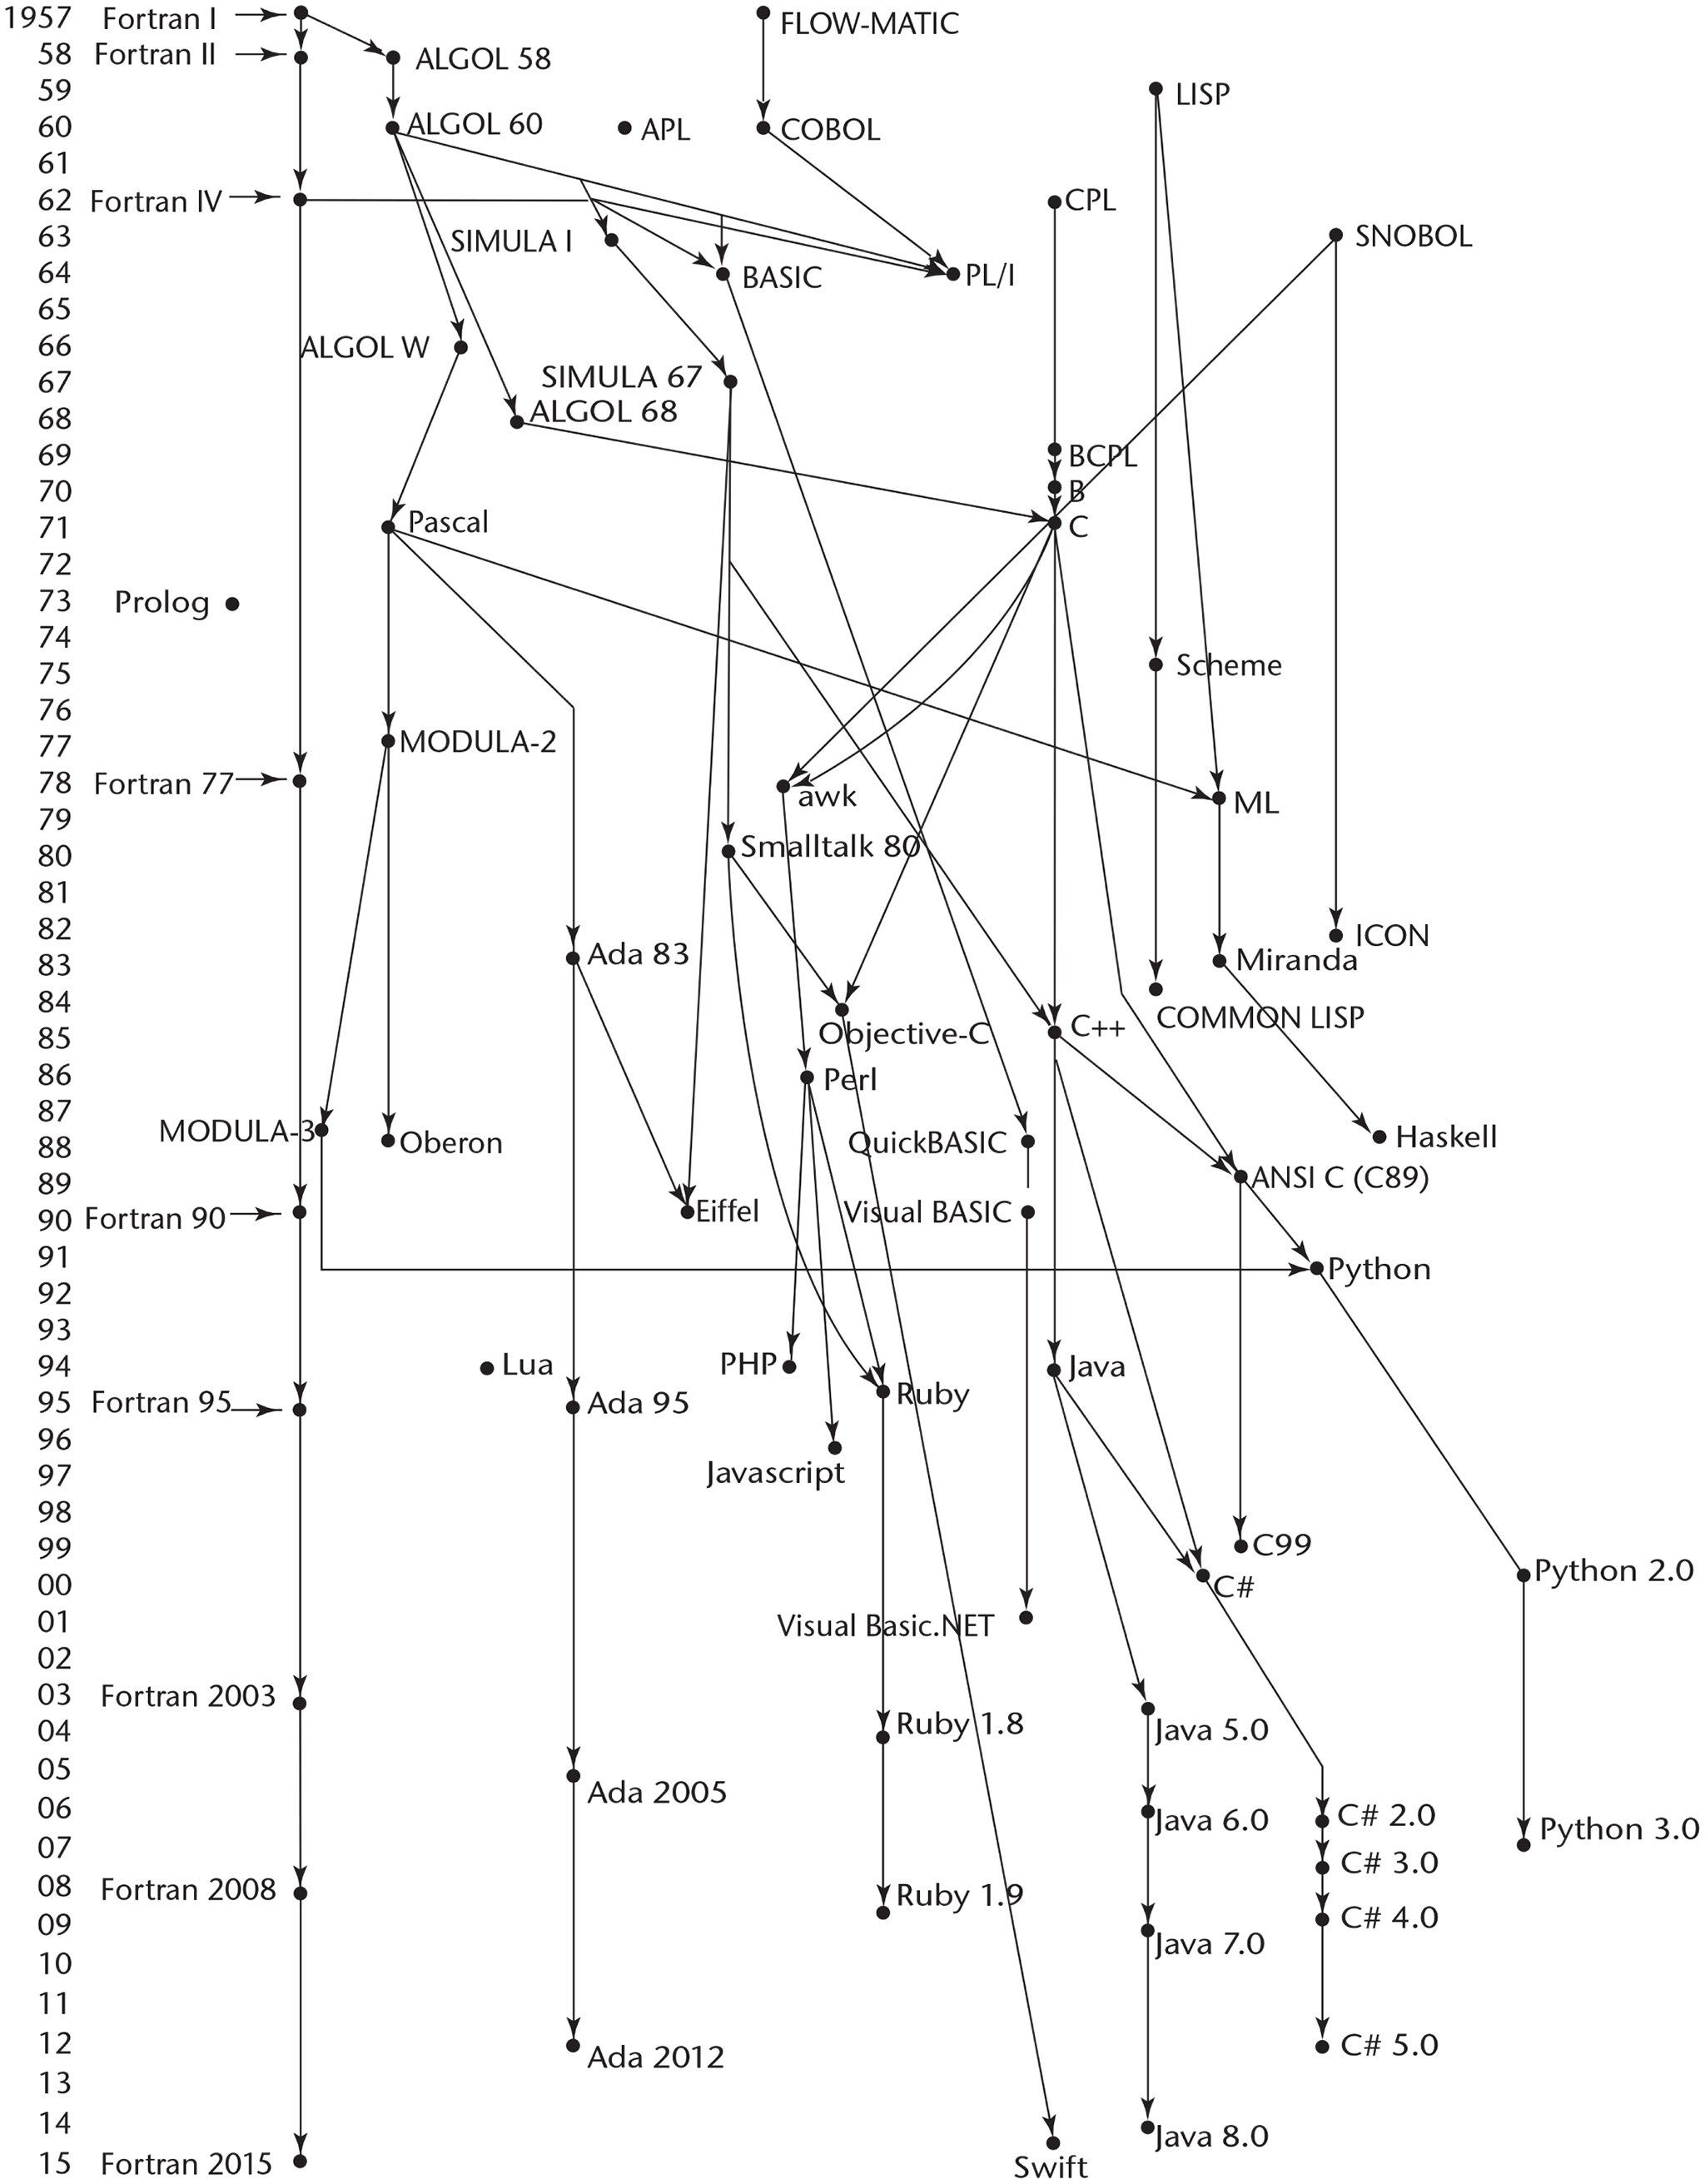 1957 Fortran I FLOW-MATIC
58 Fortran II ALGOL 58
59 LISP
60 ALGOL 60 APL COBOL
61
62 Fortran IV CPL
63 SIMULA I SNOBOL
64 BASIC PL/I
65
66 ALGOL W
67 SIMULA 67
68 ALGOL 68
69 BCPL
70 B
71 Pascal C
72
73 Prolog
74
75 Scheme
76
77 MODULA-2
78 Fortran 77 awk ML
79
80 Smalltalk 80
81
82 ICON
83 Ada 83 Miranda
84 COMMON LISP
85 Objective-C C++
86 Perl
87
88 MODULA-3 Oberon QuickBASIC Haskell
89 ANSI C (C89)
90 Fortran 90 Eiffel Visual BASIC
91 Python
92
93
94 Lua PHP Java
95 Fortran 95 Ada 95 Ruby
96
97 Javascript
98
99 C99
00 C# Python 2.0
01 Visual Basic.NET
02
03 Fortran 2003
04 Ruby 1.8 Java 5.0
05
06 Ada 2005 Java 6.0 C# 2.0
07 C# 3.0 Python 3.0
08 Fortran 2008 Ruby 1.9
09 Java 7.0 C# 4.0
10
11
12 Ada 2012 C# 5.0
13
14 Java 8.0
15 Fortran 2015 Swift